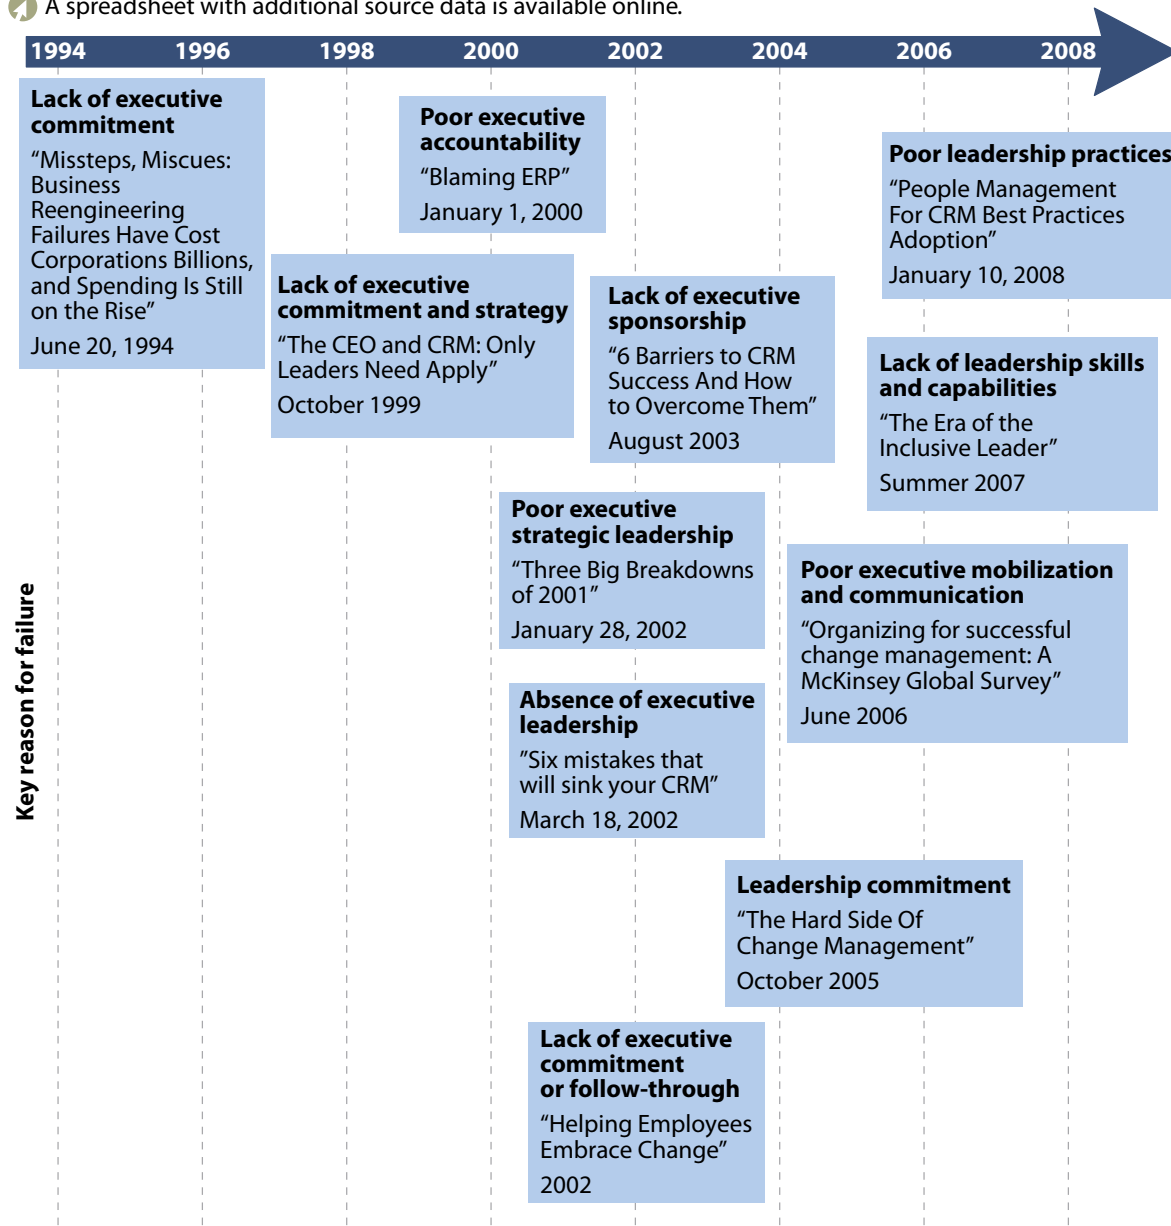 A spreadsheet with additional source data is available online.
1994 1996 1998 2000 2002 2004 2006 2008
Lack of executive
commitment
“Missteps, Miscues:
Business
Reengineering
Failures Have Cost
Corporations Billions,
and Spending Is Still
on the Rise”
June 20, 1994
Poor executive
accountability
“Blaming ERP”
January 1, 2000
Poor leadership practices
“People Management
For CRM Best Practices
Adoption”
January 10, 2008
Lack of executive
commitment and strategy
“The CEO and CRM: Only
Leaders Need Apply”
October 1999
Lack of executive
sponsorship
“6 Barriers to CRM
Success And How
to Overcome Them”
August 2003
Lack of leadership skills
and capabilities
“The Era of the
Inclusive Leader”
Summer 2007
Poor executive
strategic leadership
“Three Big Breakdowns
of 2001”
January 28, 2002
Poor executive mobilization
and communication
“Organizing for successful
change management: A
McKinsey Global Survey”
June 2006
Key reason for failure
Absence of executive
leadership
”Six mistakes that
will sink your CRM”
March 18, 2002
Leadership commitment
“The Hard Side Of
Change Management”
October 2005
Lack of executive
commitment
or follow-through
“Helping Employees
Embrace Change”
2002